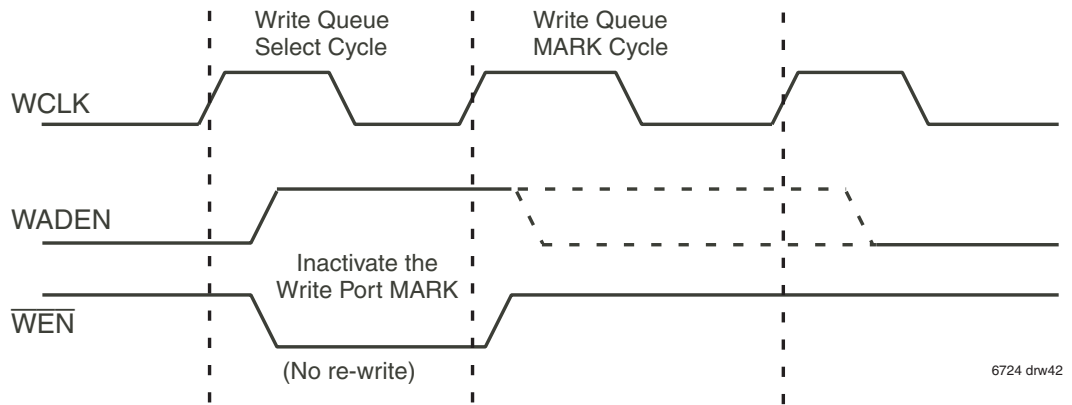 Write Queue
Select Cycle
Write Queue
MARK Cycle
WCLK
WADEN
Inactivate the
Write Port MARK
WEN
(No re-write)
6724 drw42